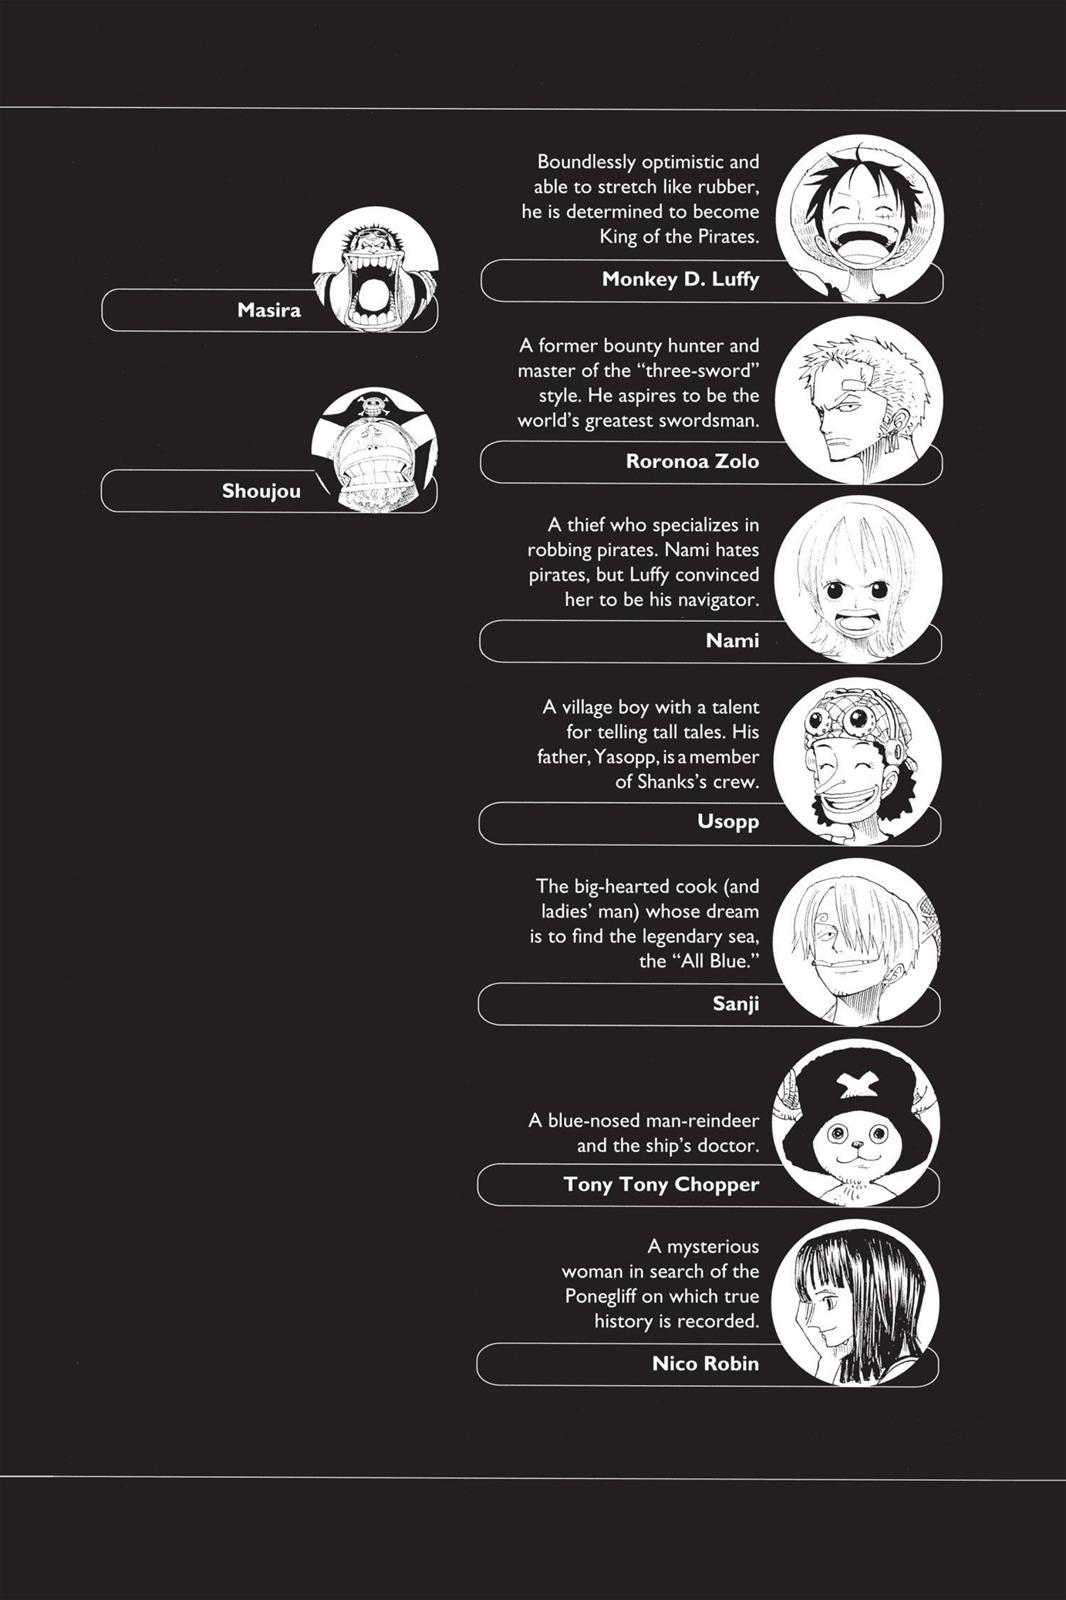 Boundlessly optimistic and
able to stretch like rubber,
he is determined to become
King of the Pirates.
Monkey D. Luffy
A former bounty hunter and
master of the “three-sword”
style. He aspires to be the
world’s greatest swordsman.
Roronoa Zolo
A thief who specializes in
robbing pirates. Nami hates
pirates, but Luffy convinced
her to be his navigator.
Nami
A village boy with a talent
for telling tall tales. His
father, Yasopp, is a member
of Shanks’s crew.
Usopp
The big-hearted cook (and
ladies’ man) whose dream
is to find the legendary sea,
the “All Blue.”
Sanji
A blue-nosed man-reindeer
and the ship’s doctor.
Tony Tony Chopper
A mysterious
woman in search of the
Ponegliff on which true
history is recorded.
Nico Robin
Masira
Shoujou